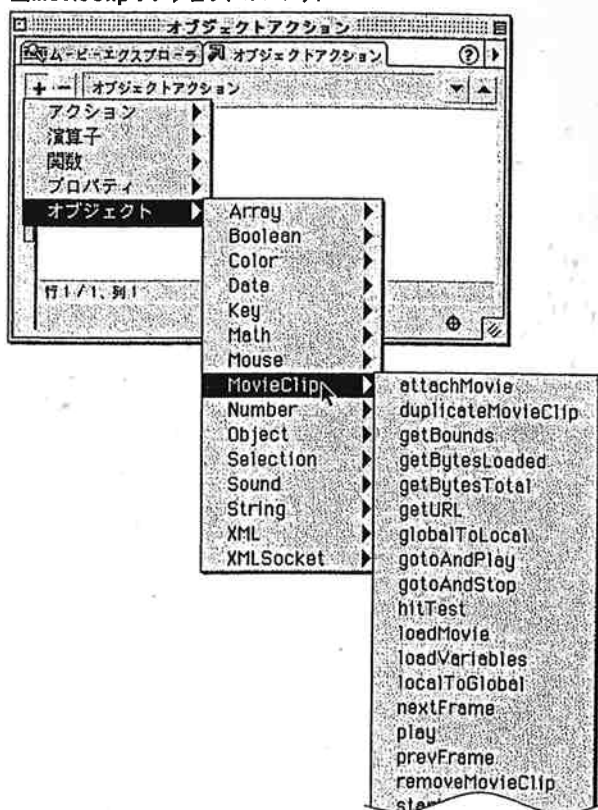 オブジェクトアクション
ムービーエクスプローラ オブジェクトアクション ?
+ - オブジェクトアクション
アクション
演算子
関数
プロパティ
オブジェクト
行 1 / 1、列 1
Array
Boolean
Color
Date
Key
Math
Mouse
MovieClip
Number
Object
Selection
Sound
String
XML
XMLSocket
attachMovie
duplicateMovieClip
getBounds
getBytesLoaded
getBytesTotal
getURL
globalToLocal
gotoAndPlay
gotoAndStop
hitTest
loadMovie
loadVariables
localToGlobal
nextFrame
play
prevFrame
removeMovieClip